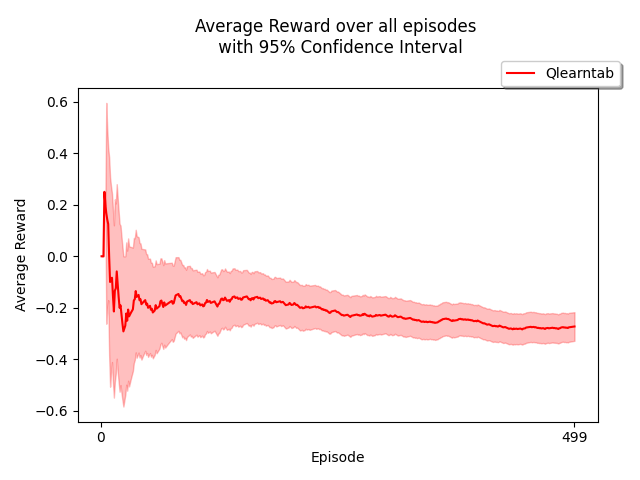 Average Reward over all episodes
with 95% Confidence Interval
Qlearntab
0.6
0.4
0.2
0.0
−0.2
−0.4
−0.6
Average Reward
0
499
Episode